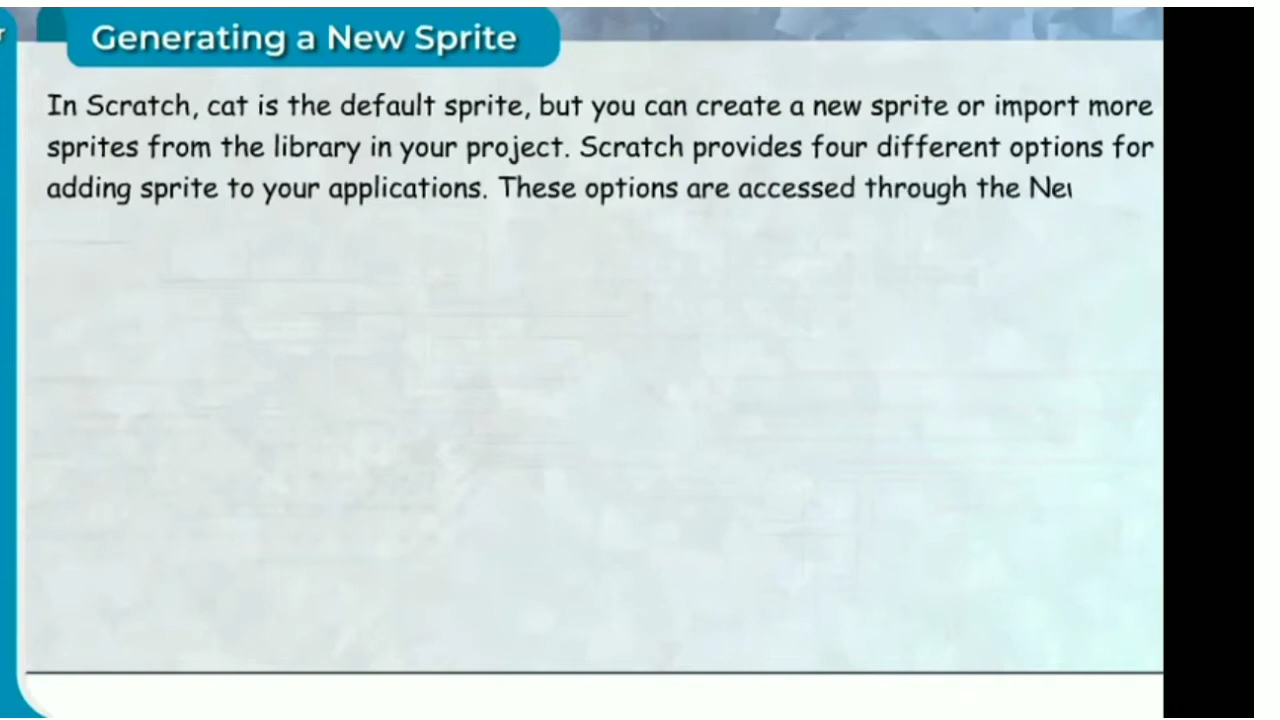 Generating a New Sprite
In Scratch, cat is the default sprite, but you can create a new sprite or import more
sprites from the library in your project. Scratch provides four different options for
adding sprite to your applications. These options are accessed through the